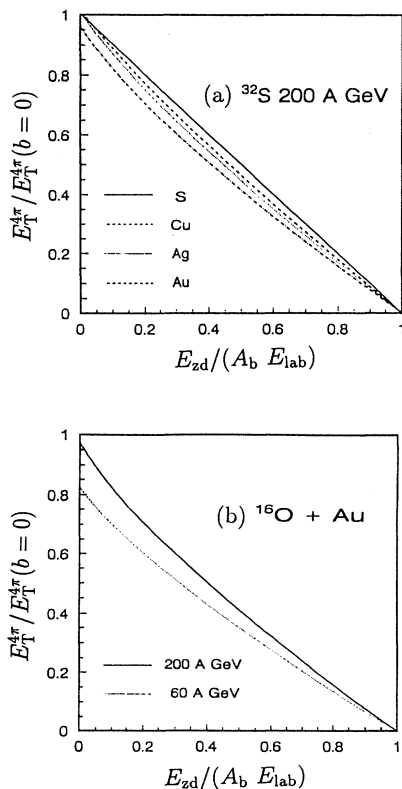 (a) ³²S 200 A GeV
E_T^{4π}/E_T^{4π}(b = 0)
1
0.8
0.6
0.4
0.2
0
S
Cu
Ag
Au
0 0.2 0.4 0.6 0.8 1
E_zd/(A_b E_lab)
(b) ¹⁶O + Au
E_T^{4π}/E_T^{4π}(b = 0)
1
0.8
0.6
0.4
0.2
0
200 A GeV
60 A GeV
0 0.2 0.4 0.6 0.8 1
E_zd/(A_b E_lab)